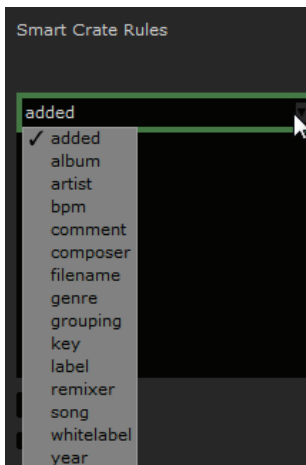 Smart Crate Rules
added
✓ added
album
artist
bpm
comment
composer
filename
genre
grouping
key
label
remixer
song
whitelabel
year